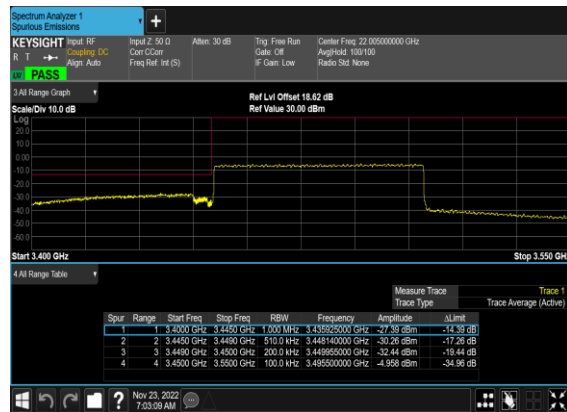 Spectrum Analyzer 1
Spurious Emissions
KEYSIGHT Input: RF Input Z: 50 Ω Atten: 30 dB Trig: Free Run Center Freq: 22.005000000 GHz
R T Coupling: DC Corr CCorr Gate: Off Avg|Hold: 100/100
Align: Auto Freq Ref: Int (S) IF Gain: Low Radio Std: None
PASS
3 All Range Graph
Ref Lvl Offset 18.62 dB
Scale/Div 10.0 dB Ref Value 30.00 dBm
Log
20.0
10.0
0.00
-10.0
-20.0
-30.0
-40.0
-50.0
-60.0
Start 3.400 GHz Stop 3.550 GH
4 All Range Table
Measure Trace Trace 1
Trace Type Trace Average (Active)
Spur Range Start Freq Stop Freq RBW Frequency Amplitude ΔLimit
1 1 3.4000 GHz 3.4450 GHz 1.000 MHz 3.435925000 GHz -27.39 dBm -14.39 dB
2 2 3.4450 GHz 3.4490 GHz 510.0 kHz 3.448140000 GHz -30.26 dBm -17.26 dB
3 3 3.4490 GHz 3.4500 GHz 200.0 kHz 3.449955000 GHz -32.44 dBm -19.44 dB
4 4 3.4500 GHz 3.5500 GHz 100.0 kHz 3.495500000 GHz -4.958 dBm -34.96 dB
Nov 23, 2022
7:03:09 AM